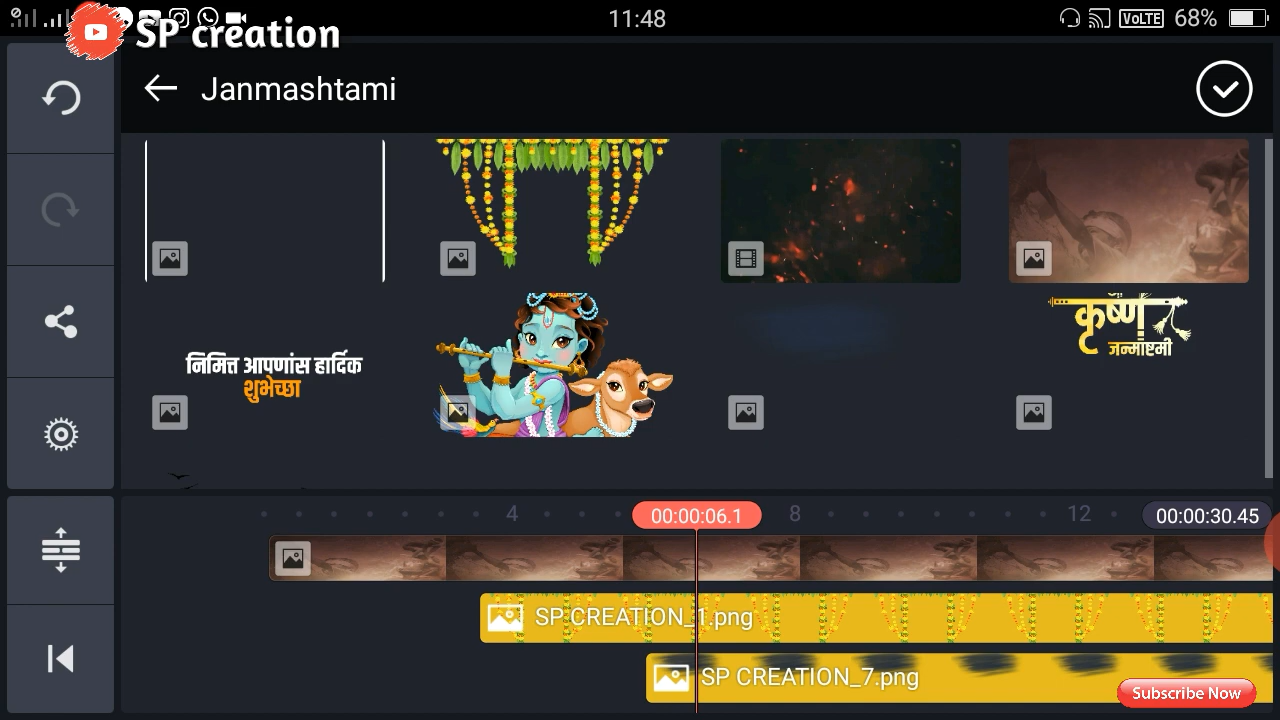 11:48
VoLTE 68%
SP creation
Janmashtami
निमित्त आपणांस हार्दिक
शुभेच्छा
कृष्ण
जन्माष्टमी
4
00:00:06.1
8
12
00:00:30.45
SP CREATION_1.png
SP CREATION_7.png
Subscribe Now